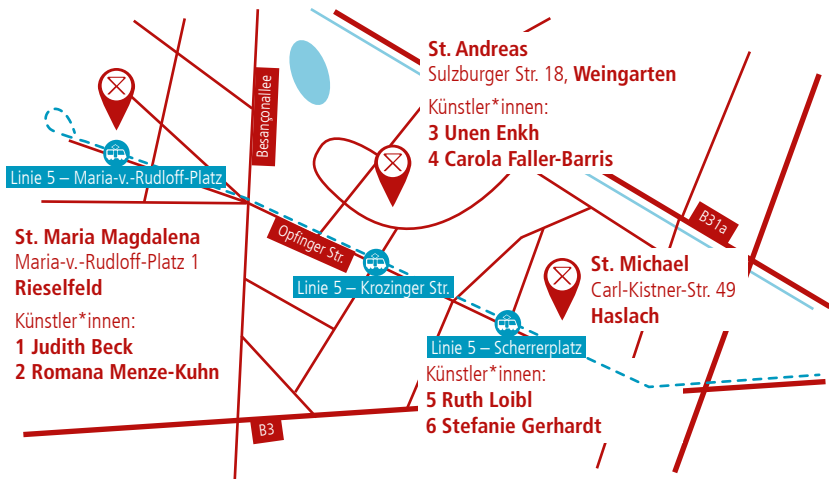 St. Andreas
Sulzburger Str. 18, Weingarten
Künstler*innen:
3 Unen Enkh
4 Carola Faller-Barris
Besançonallee
Linie 5 – Maria-v.-Rudloff-Platz
B31a
Opfinger Str.
St. Maria Magdalena
Maria-v.-Rudloff-Platz 1
Rieselfeld
Künstler*innen:
1 Judith Beck
2 Romana Menze-Kuhn
Linie 5 – Krozinger Str.
St. Michael
Carl-Kistner-Str. 49
Haslach
Linie 5 – Scherrerplatz
Künstler*innen:
5 Ruth Loibl
6 Stefanie Gerhardt
B3